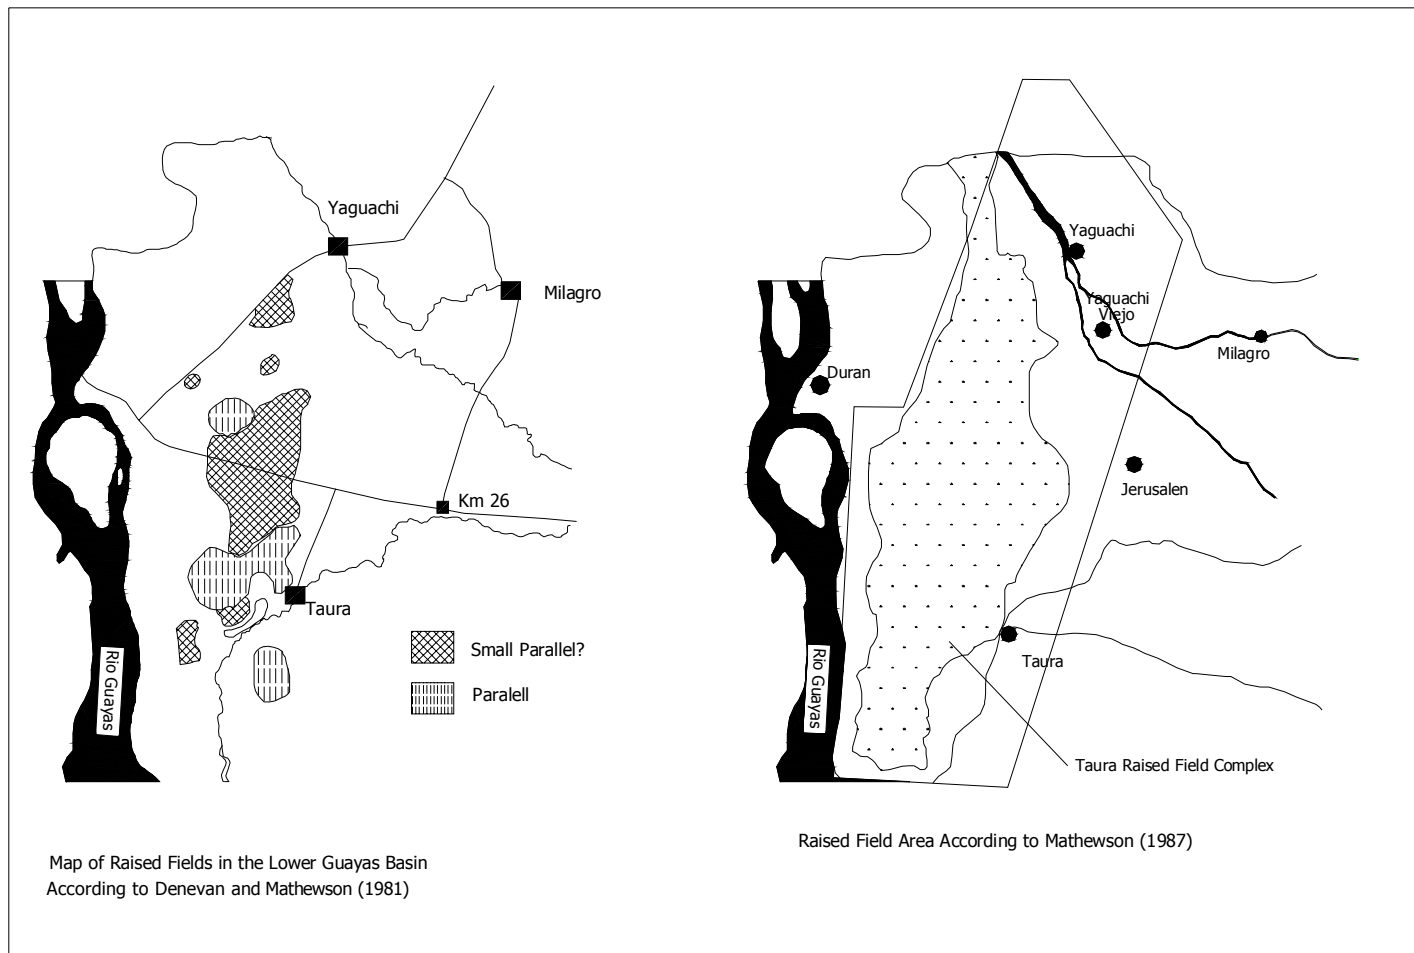 Yaguachi
Milagro
Km 26
Taura
Small Parallel?
Paralell
Rio Guayas
Map of Raised Fields in the Lower Guayas Basin
According to Denevan and Mathewson (1981)
Yaguachi
Yaguachi
Viejo
Milagro
Duran
Jerusalen
Taura
Rio Guayas
Taura Raised Field Complex
Raised Field Area According to Mathewson (1987)